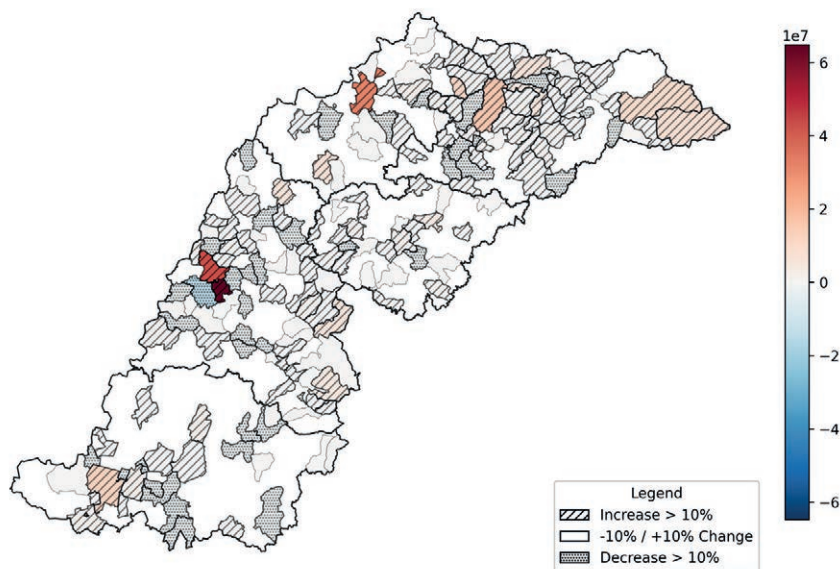 1e7
6
4
2
0
−2
−4
−6
Legend
Increase > 10%
-10% / +10% Change
Decrease > 10%